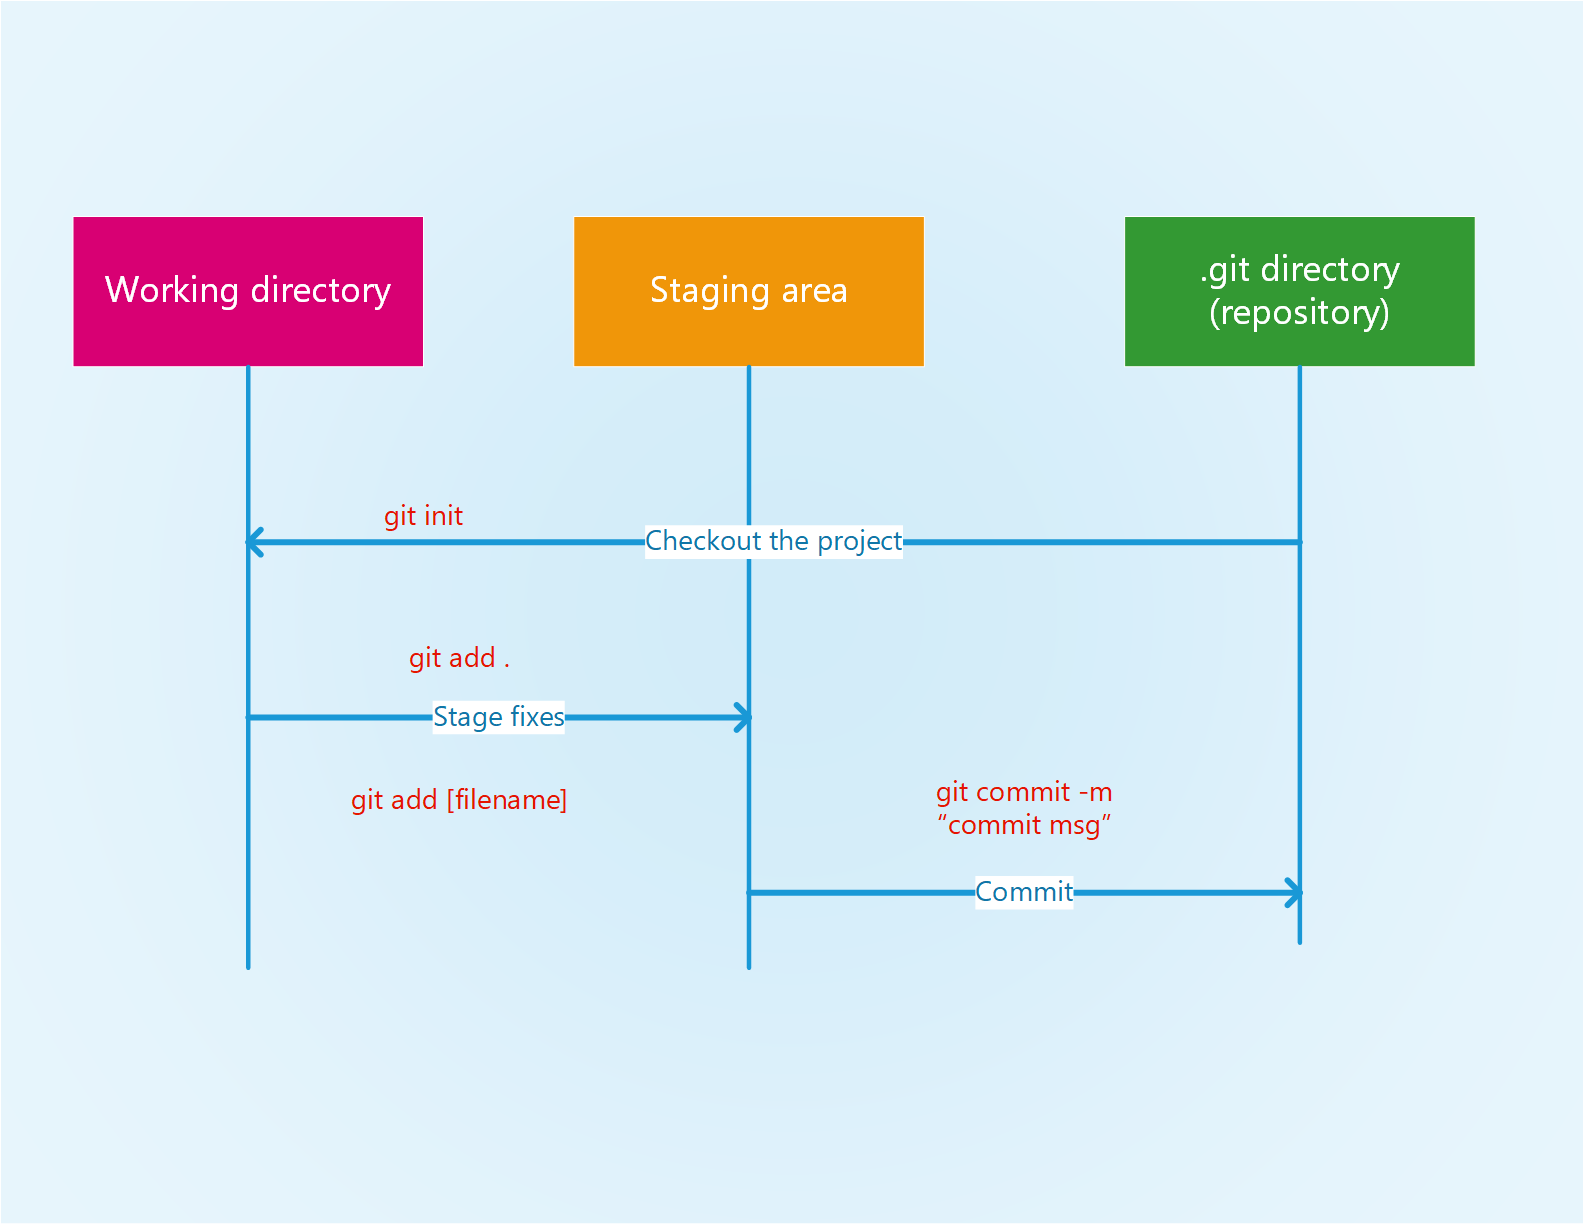 Working directory
Staging area
.git directory
(repository)
git init
Checkout the project
git add .
Stage fixes
git add [filename]
git commit -m
“commit msg”
Commit